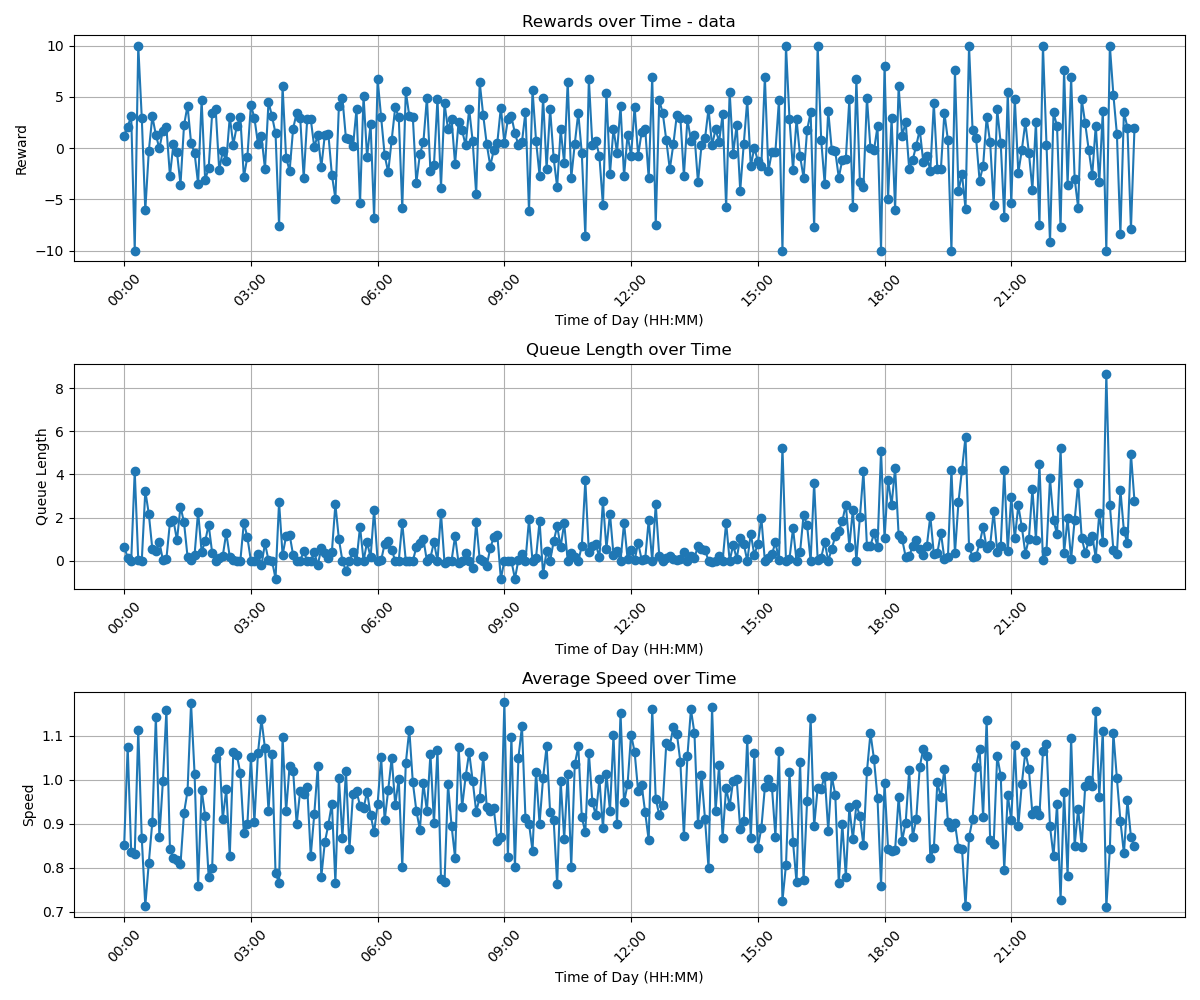 Rewards over Time - data
10
5
0
−5
−10
Reward
00:00 03:00 06:00 09:00 12:00 15:00 18:00 21:00
Time of Day (HH:MM)
Queue Length over Time
8
6
4
2
0
Queue Length
00:00 03:00 06:00 09:00 12:00 15:00 18:00 21:00
Time of Day (HH:MM)
Average Speed over Time
1.1
1.0
0.9
0.8
0.7
Speed
00:00 03:00 06:00 09:00 12:00 15:00 18:00 21:00
Time of Day (HH:MM)